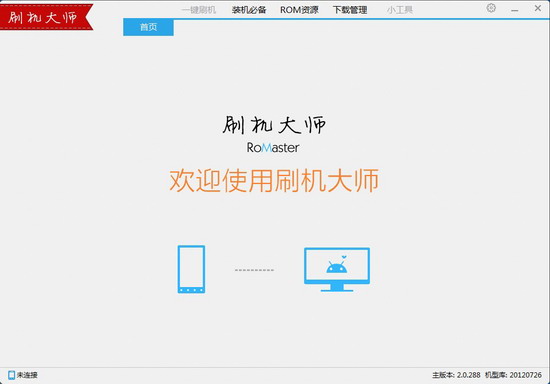 刷机大师
一键刷机 装机必备 ROM资源 下载管理 小工具
首页
刷机大师
RoMaster
欢迎使用刷机大师
未连接
主版本: 2.0.288 机型库: 20120726